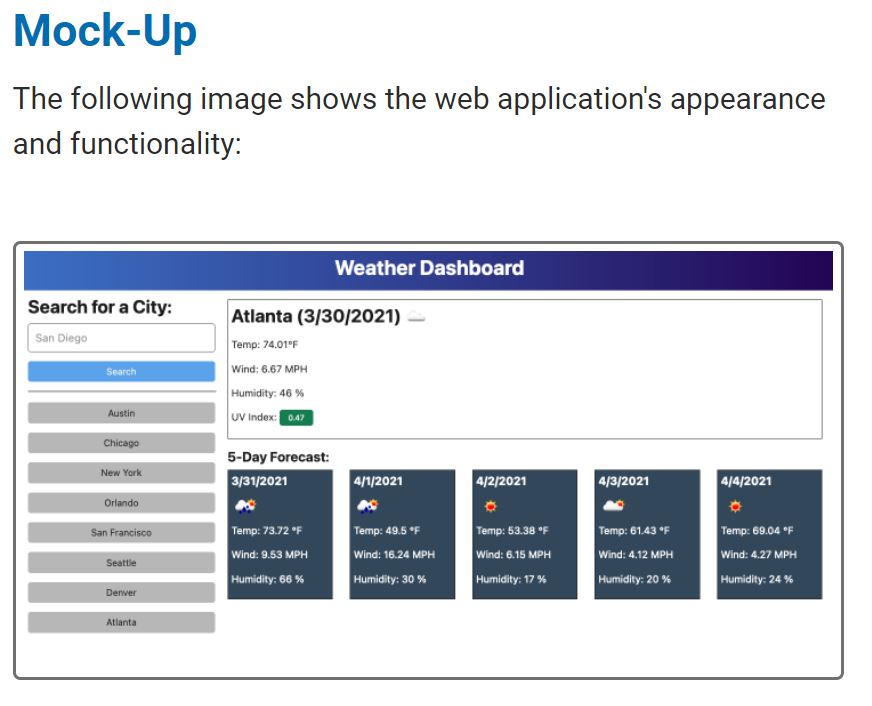 Mock-Up
The following image shows the web application's appearance
and functionality:
Weather Dashboard
Search for a City:
San Diego
Search
Austin
Chicago
New York
Orlando
San Francisco
Seattle
Denver
Atlanta
Atlanta (3/30/2021)
Temp: 74.01°F
Wind: 6.67 MPH
Humidity: 46 %
UV Index: 0.47
5-Day Forecast:
3/31/2021
Temp: 73.72 °F
Wind: 9.53 MPH
Humidity: 66 %
4/1/2021
Temp: 49.5 °F
Wind: 16.24 MPH
Humidity: 30 %
4/2/2021
Temp: 53.38 °F
Wind: 6.15 MPH
Humidity: 17 %
4/3/2021
Temp: 61.43 °F
Wind: 4.12 MPH
Humidity: 20 %
4/4/2021
Temp: 69.04 °F
Wind: 4.27 MPH
Humidity: 24 %